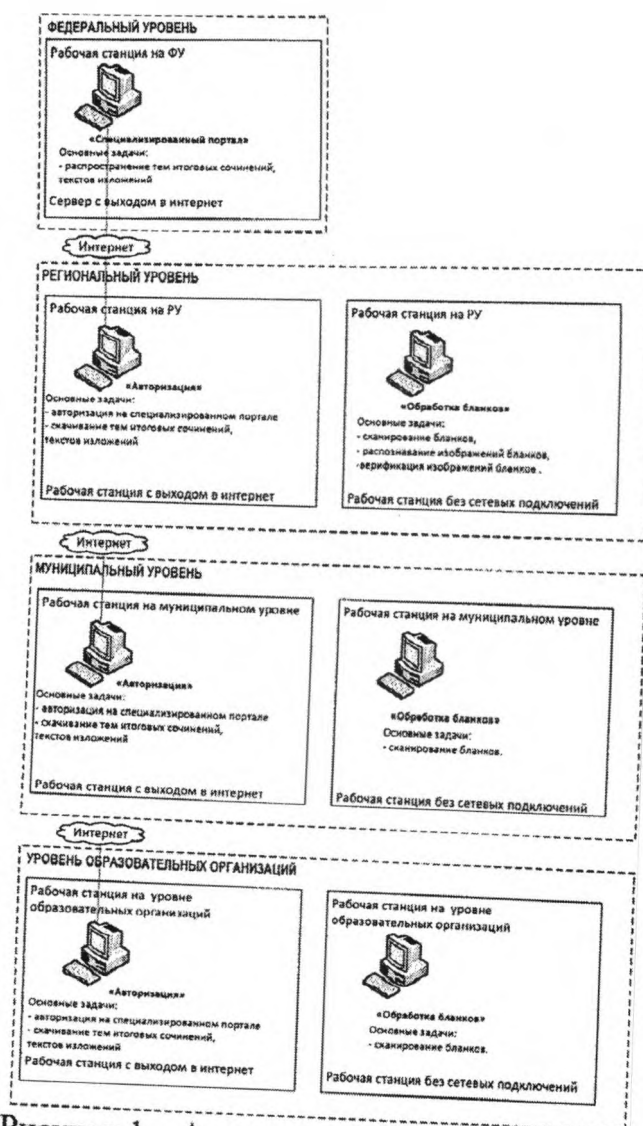 ФЕДЕРАЛЬНЫЙ УРОВЕНЬ
Рабочая станция на ФУ
«Специализированный портал»
Основные задачи:
- распространение тем итоговых сочинений,
текстов изложений
Сервер с выходом в интернет
Интернет
РЕГИОНАЛЬНЫЙ УРОВЕНЬ
Рабочая станция на РУ
«Авторизация»
Основные задачи:
- авторизация на специализированном портале
- скачивание тем итоговых сочинений,
текстов изложений
Рабочая станция с выходом в интернет
Рабочая станция на РУ
«Обработка бланков»
Основные задачи:
- сканирование бланков,
- распознавание изображений бланков,
-верификация изображений бланков .
Рабочая станция без сетевых подключений
Интернет
МУНИЦИПАЛЬНЫЙ УРОВЕНЬ
Рабочая станция на муниципальном уровне
«Авторизация»
Основные задачи:
- авторизация на специализированном портале
- скачивание тем итоговых сочинений,
текстов изложений
Рабочая станция с выходом в интернет
Рабочая станция на муниципальном уровне
«Обработка бланков»
Основные задачи:
- сканирование бланков.
Рабочая станция без сетевых подключений
Интернет
УРОВЕНЬ ОБРАЗОВАТЕЛЬНЫХ ОРГАНИЗАЦИЙ
Рабочая станция на уровне
образовательных организаций
«Авторизация»
Основные задачи:
- авторизация на специализированном портале
- скачивание тем итоговых сочинений,
текстов изложений
Рабочая станция с выходом в интернет
Рабочая станция на уровне
образовательных организаций
«Обработка бланков»
Основные задачи:
- сканирование бланков.
Рабочая станция без сетевых подключений